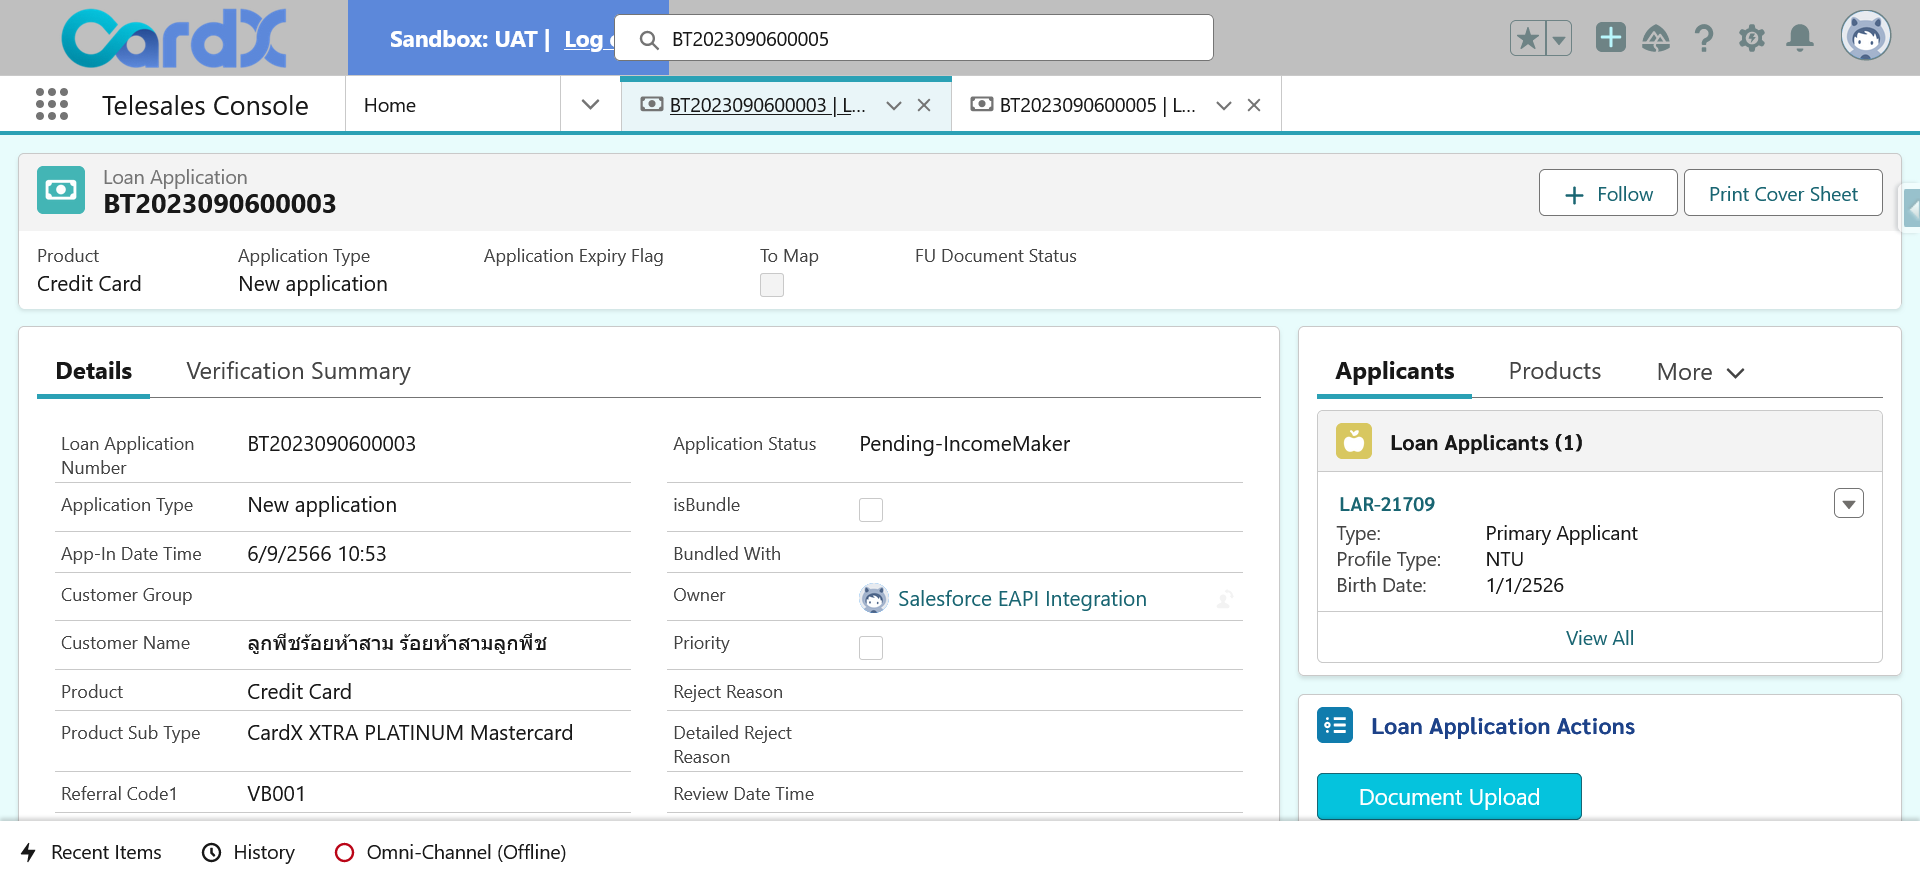 CardX
Sandbox: UAT | Log
BT2023090600005
Telesales Console
Home
BT2023090600003 | L...
BT2023090600005 | L...
Loan Application
BT2023090600003
Follow
Print Cover Sheet
Product
Application Type
Application Expiry Flag
To Map
FU Document Status
Credit Card
New application
Details
Verification Summary
Loan Application Number
BT2023090600003
Application Type
New application
App-In Date Time
6/9/2566 10:53
Customer Group
Customer Name
ลูกพีชร้อยห้าสาม ร้อยห้าสามลูกพีช
Product
Credit Card
Product Sub Type
CardX XTRA PLATINUM Mastercard
Referral Code1
VB001
Application Status
Pending-IncomeMaker
isBundle
Bundled With
Owner
Salesforce EAPI Integration
Priority
Reject Reason
Detailed Reject Reason
Review Date Time
Applicants
Products
More
Loan Applicants (1)
LAR-21709
Type:
Primary Applicant
Profile Type:
NTU
Birth Date:
1/1/2526
View All
Loan Application Actions
Document Upload
Recent Items
History
Omni-Channel (Offline)